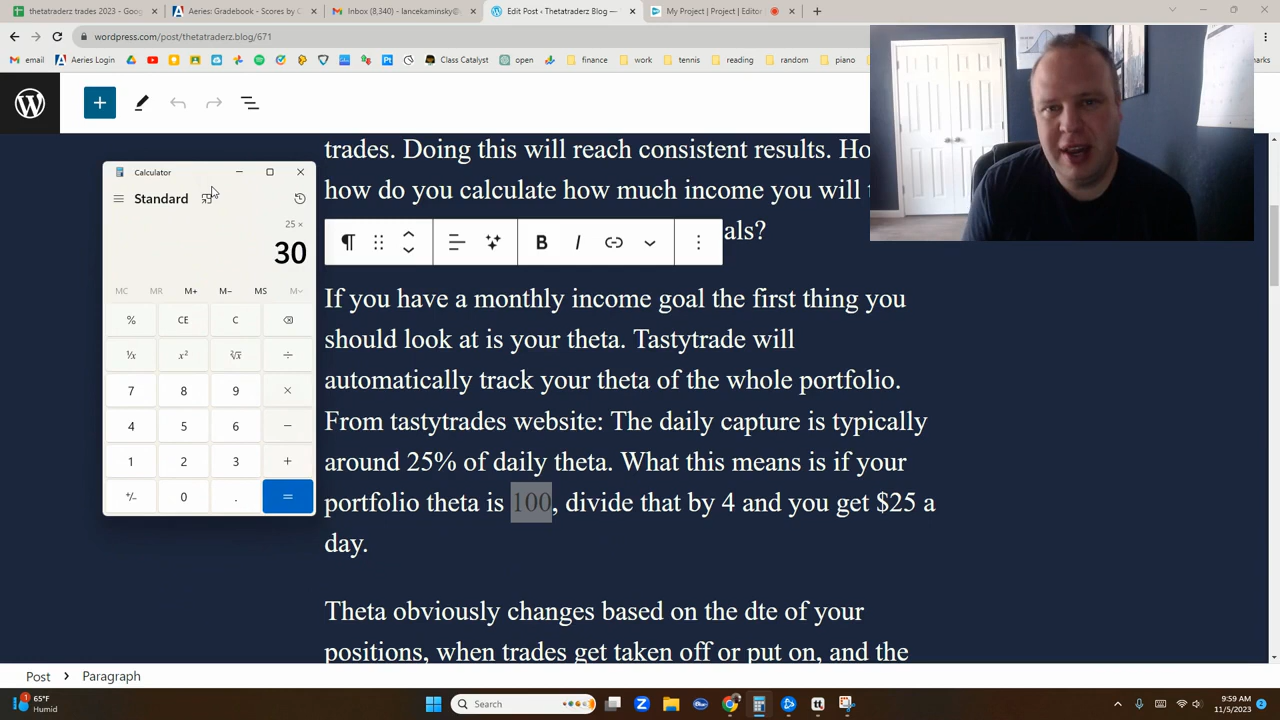 thetatraderz trades 2023 - Goog
Aeries: Gradebook - Scores by C
Inbox (8,340) - lancekaminsky@
Edit Post ‹ Thetatraderz Blog —
My Project | Project | Editor
wordpress.com/post/thetatraderz.blog/671
email
Aeries Login
Class Catalyst
open
finance
work
tennis
reading
random
piano
marks
trades. Doing this will reach consistent results. Ho
how do you calculate how much income you will
als?
Calculator
Standard
25 ×
30
MC MR M+ M− MS M
% CE C
¹/x x² ²√x ÷
7 8 9 ×
4 5 6 −
1 2 3 +
+/− 0 . =
B I
If you have a monthly income goal the first thing you
should look at is your theta. Tastytrade will
automatically track your theta of the whole portfolio.
From tastytrades website: The daily capture is typically
around 25% of daily theta. What this means is if your
portfolio theta is 100, divide that by 4 and you get $25 a
day.
Theta obviously changes based on the dte of your
positions, when trades get taken off or put on, and the
Post
Paragraph
1
65°F
Humid
Search
tt
9:59 AM
11/5/2023
2